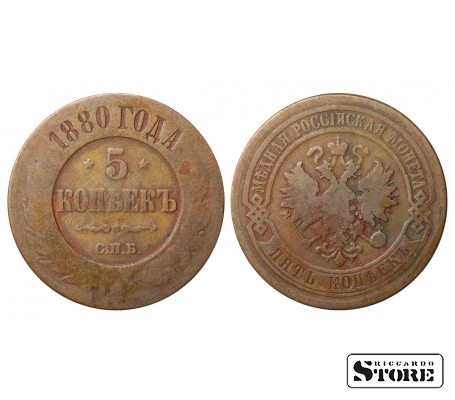 1880 ГОДА
5
КОПѢЕКЪ
С.П.Б.
МѢДНАЯ РОССІЙСКАЯ МОНЕТА
ПЯТЬ КОПѢЕКЪ
RICCARDO
STORE